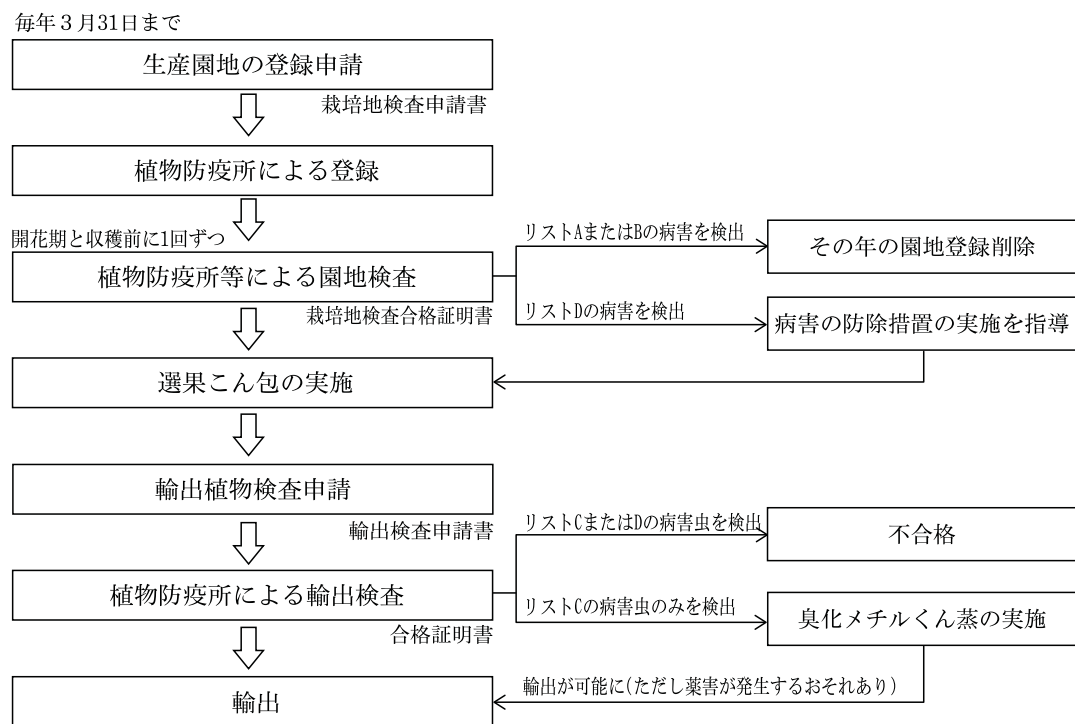 毎年３月31日まで
生産園地の登録申請
栽培地検査申請書
植物防疫所による登録
開花期と収穫前に1回ずつ
植物防疫所等による園地検査
栽培地検査合格証明書
リストAまたはBの病害を検出
その年の園地登録削除
リストDの病害を検出
病害の防除措置の実施を指導
選果こん包の実施
輸出植物検査申請
輸出検査申請書
植物防疫所による輸出検査
合格証明書
リストCまたはDの病害虫を検出
不合格
リストCの病害虫のみを検出
臭化メチルくん蒸の実施
輸出が可能に（ただし薬害が発生するおそれあり）
輸出